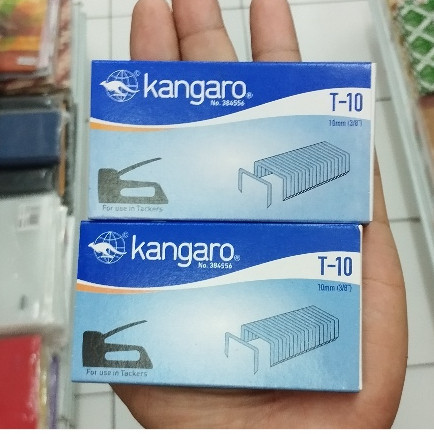 kangaro®
No. 384556
T-10
10mm (3/8")
For use in Tackers
kangaro®
No. 384556
T-10
10mm (3/8")
For use in Tackers